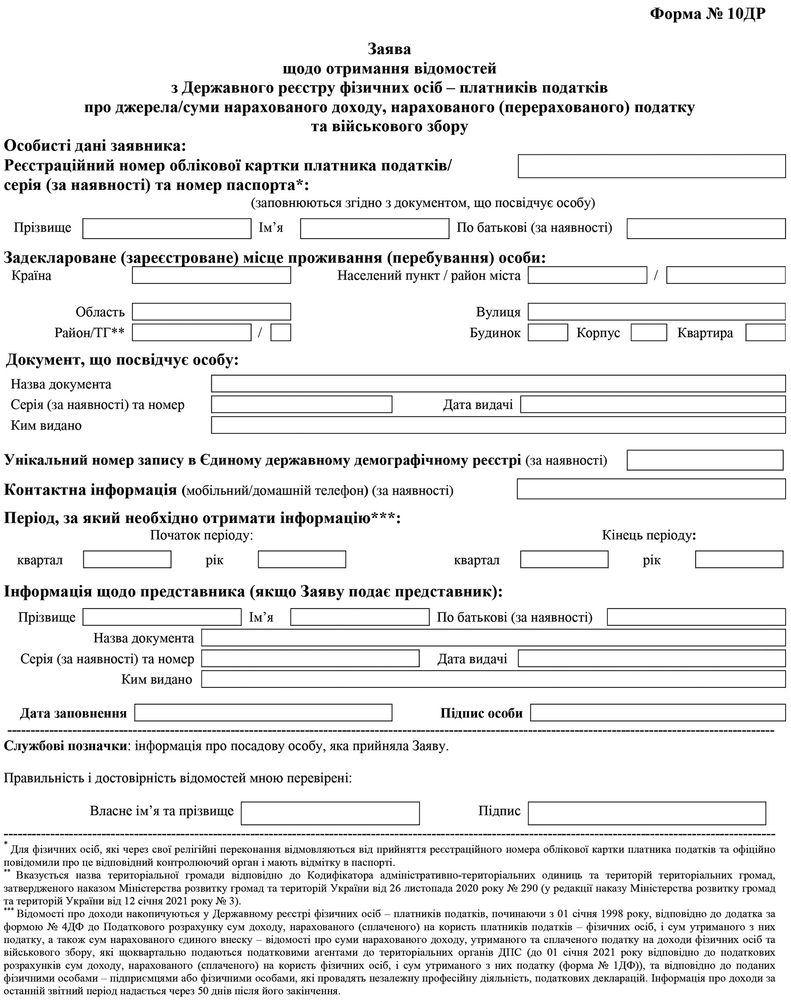 Форма № 10ДР
Заява
щодо отримання відомостей
з Державного реєстру фізичних осіб – платників податків
про джерела/суми нарахованого доходу, нарахованого (перерахованого) податку
та військового збору
Особисті дані заявника:
Реєстраційний номер облікової картки платника податків/
серія (за наявності) та номер паспорта*:
(заповнюються згідно з документом, що посвідчує особу)
Прізвище Ім’я По батькові (за наявності)
Задеклароване (зареєстроване) місце проживання (перебування) особи:
Країна Населений пункт / район міста /
Область Вулиця
Район/ТГ** / Будинок Корпус Квартира
Документ, що посвідчує особу:
Назва документа
Серія (за наявності) та номер Дата видачі
Ким видано
Унікальний номер запису в Єдиному державному демографічному реєстрі (за наявності)
Контактна інформація (мобільний/домашній телефон) (за наявності)
Період, за який необхідно отримати інформацію***:
Початок періоду: Кінець періоду:
квартал рік квартал рік
Інформація щодо представника (якщо Заяву подає представник):
Прізвище Ім’я По батькові (за наявності)
Назва документа
Серія (за наявності) та номер Дата видачі
Ким видано
Дата заповнення Підпис особи
Службові позначки: інформація про посадову особу, яка прийняла Заяву.
Правильність і достовірність відомостей мною перевірені:
Власне ім’я та прізвище Підпис
* Для фізичних осіб, які через свої релігійні переконання відмовляються від прийняття реєстраційного номера облікової картки платника податків та офіційно
повідомили про це відповідний контролюючий орган і мають відмітку в паспорті.
** Вказується назва територіальної громади відповідно до Кодифікатора адміністративно-територіальних одиниць та територій територіальних громад,
затвердженого наказом Міністерства розвитку громад та територій України від 26 листопада 2020 року № 290 (у редакції наказу Міністерства розвитку громад
та територій України від 12 січня 2021 року № 3).
*** Відомості про доходи накопичуються у Державному реєстрі фізичних осіб – платників податків, починаючи з 01 січня 1998 року, відповідно до додатка за
формою № 4ДФ до Податкового розрахунку сум доходу, нарахованого (сплаченого) на користь платників податків – фізичних осіб, і сум утриманого з них
податку, а також сум нарахованого єдиного внеску – відомості про суми нарахованого доходу, утриманого та сплаченого податку на доходи фізичних осіб та
військового збору, які щоквартально подаються податковими агентами до територіальних органів ДПС (до 01 січня 2021 року відповідно до податкових
розрахунків сум доходу, нарахованого (сплаченого) на користь фізичних осіб, і сум утриманого з них податку (форма № 1ДФ)), та відповідно до поданих
фізичними особами – підприємцями або фізичними особами, які провадять незалежну професійну діяльність, податкових декларацій. Інформація про доходи за
останній звітний період надається через 50 днів після його закінчення.